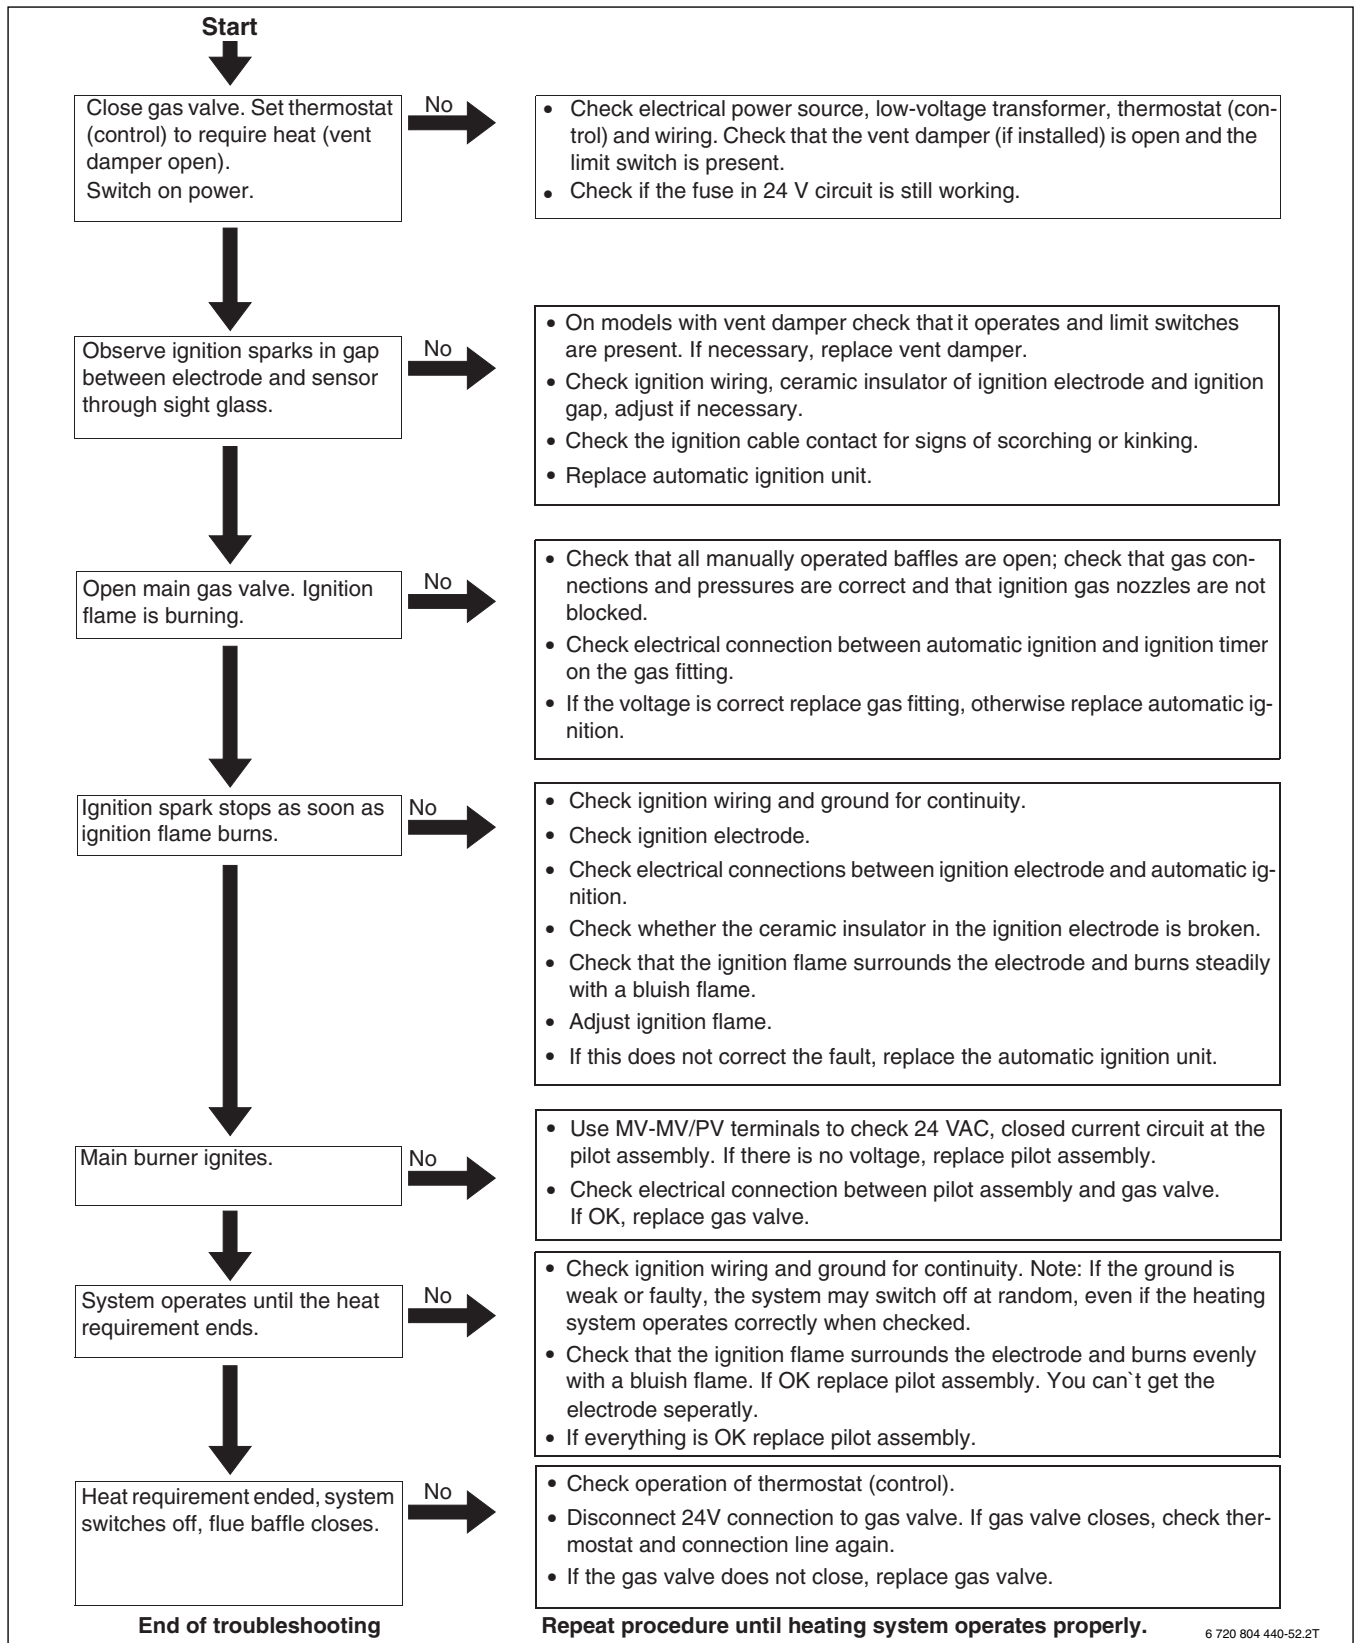 Start
Close gas valve. Set thermostat
(control) to require heat (vent
damper open).
Switch on power.
No
• Check electrical power source, low-voltage transformer, thermostat (con-
trol) and wiring. Check that the vent damper (if installed) is open and the
limit switch is present.
• Check if the fuse in 24 V circuit is still working.
Observe ignition sparks in gap
between electrode and sensor
through sight glass.
No
• On models with vent damper check that it operates and limit switches
are present. If necessary, replace vent damper.
• Check ignition wiring, ceramic insulator of ignition electrode and ignition
gap, adjust if necessary.
• Check the ignition cable contact for signs of scorching or kinking.
• Replace automatic ignition unit.
Open main gas valve. Ignition
flame is burning.
No
• Check that all manually operated baffles are open; check that gas con-
nections and pressures are correct and that ignition gas nozzles are not
blocked.
• Check electrical connection between automatic ignition and ignition timer
on the gas fitting.
• If the voltage is correct replace gas fitting, otherwise replace automatic ig-
nition.
Ignition spark stops as soon as
ignition flame burns.
No
• Check ignition wiring and ground for continuity.
• Check ignition electrode.
• Check electrical connections between ignition electrode and automatic ig-
nition.
• Check whether the ceramic insulator in the ignition electrode is broken.
• Check that the ignition flame surrounds the electrode and burns steadily
with a bluish flame.
• Adjust ignition flame.
• If this does not correct the fault, replace the automatic ignition unit.
Main burner ignites.
No
• Use MV-MV/PV terminals to check 24 VAC, closed current circuit at the
pilot assembly. If there is no voltage, replace pilot assembly.
• Check electrical connection between pilot assembly and gas valve.
If OK, replace gas valve.
System operates until the heat
requirement ends.
No
• Check ignition wiring and ground for continuity. Note: If the ground is
weak or faulty, the system may switch off at random, even if the heating
system operates correctly when checked.
• Check that the ignition flame surrounds the electrode and burns evenly
with a bluish flame. If OK replace pilot assembly. You can`t get the
electrode seperatly.
• If everything is OK replace pilot assembly.
Heat requirement ended, system
switches off, flue baffle closes.
No
• Check operation of thermostat (control).
• Disconnect 24V connection to gas valve. If gas valve closes, check ther-
mostat and connection line again.
• If the gas valve does not close, replace gas valve.
End of troubleshooting
Repeat procedure until heating system operates properly.
6 720 804 440-52.2T